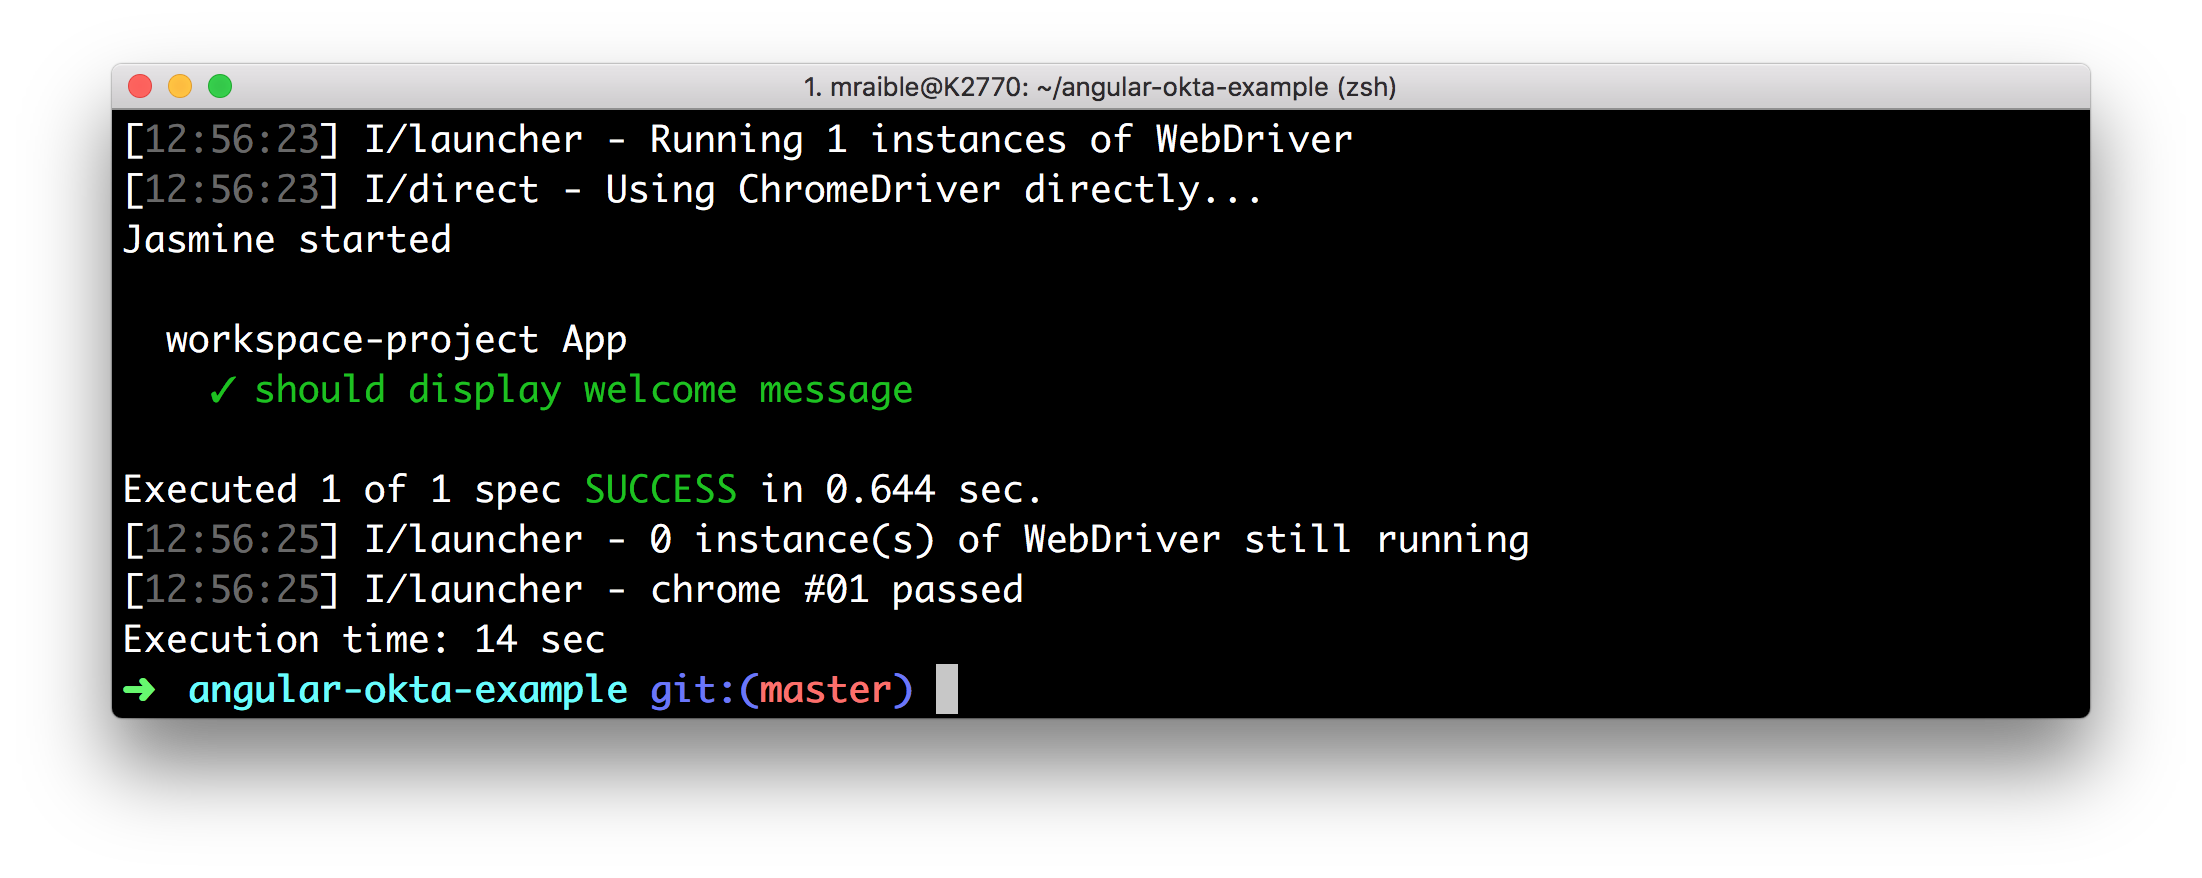 1. mraible@K2770: ~/angular-okta-example (zsh)
[12:56:23] I/launcher - Running 1 instances of WebDriver
[12:56:23] I/direct - Using ChromeDriver directly...
Jasmine started
workspace-project App
✓ should display welcome message
Executed 1 of 1 spec SUCCESS in 0.644 sec.
[12:56:25] I/launcher - 0 instance(s) of WebDriver still running
[12:56:25] I/launcher - chrome #01 passed
Execution time: 14 sec
➜ angular-okta-example git:(master)